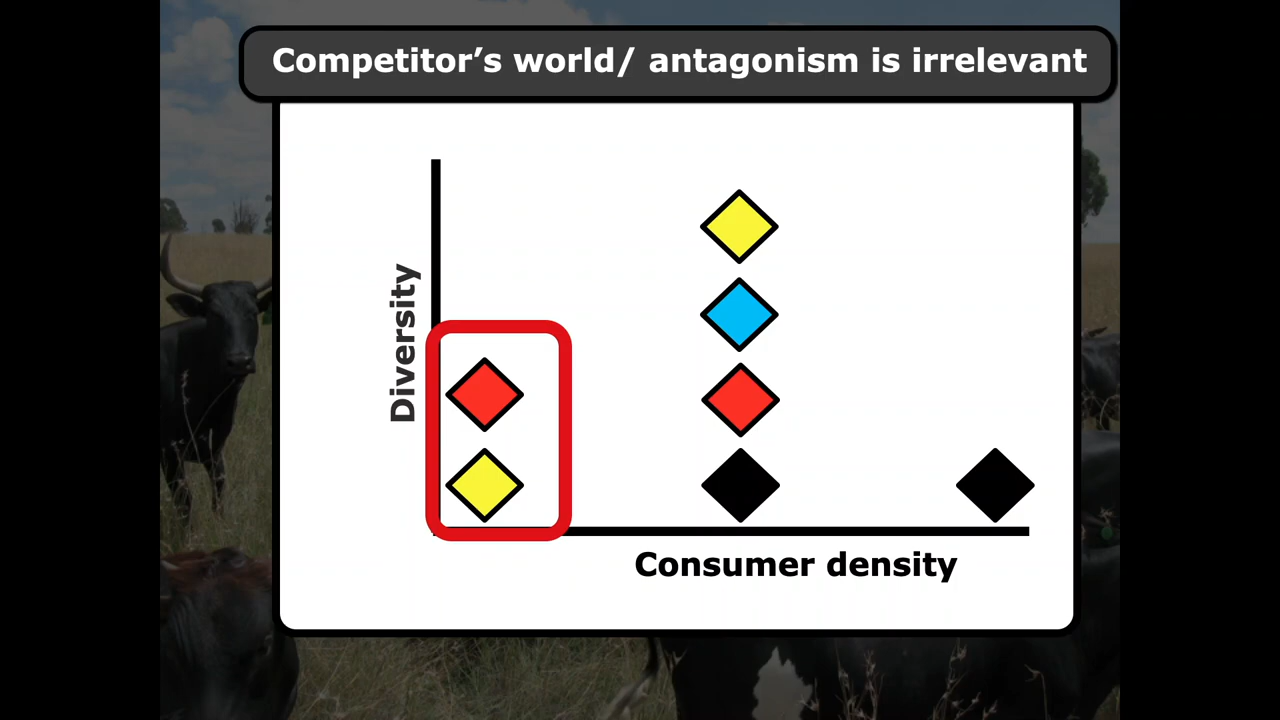 Competitor’s world/ antagonism is irrelevant
Diversity
Consumer density